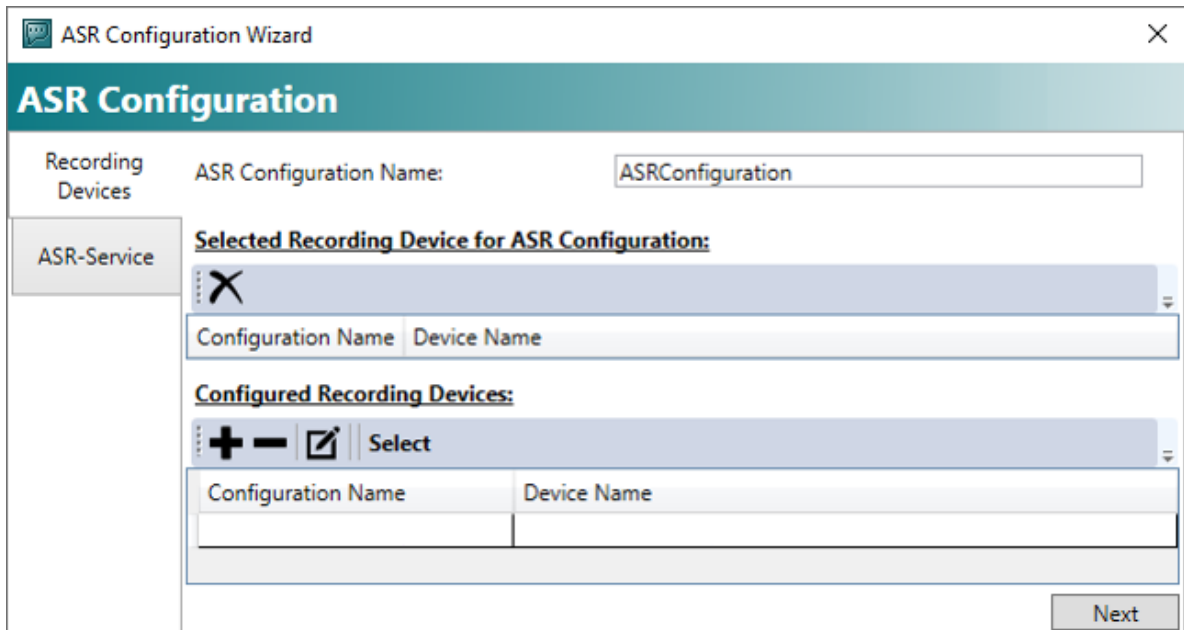 ASR Configuration Wizard
ASR Configuration
Recording
Devices
ASR Configuration Name:
ASRConfiguration
ASR-Service
Selected Recording Device for ASR Configuration:
Configuration Name
Device Name
Configured Recording Devices:
Select
Configuration Name
Device Name
Next